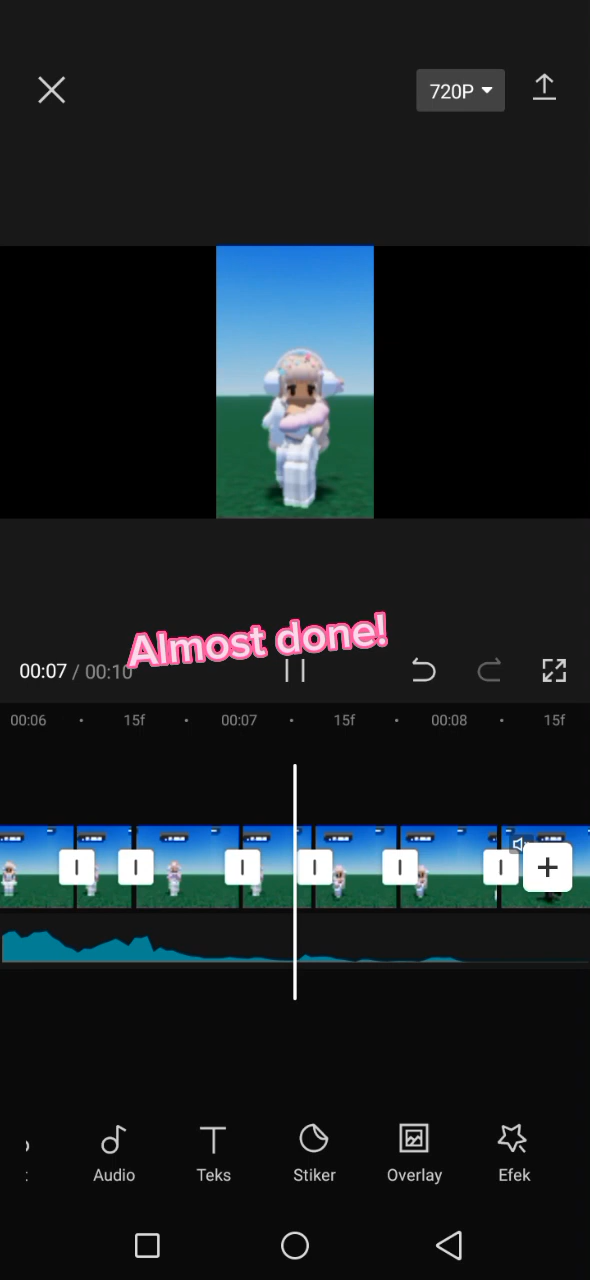 720P
Almost done!
00:07 / 00:10
00:06 15f 00:07 15f 00:08 15f
Audio Teks Stiker Overlay Efek